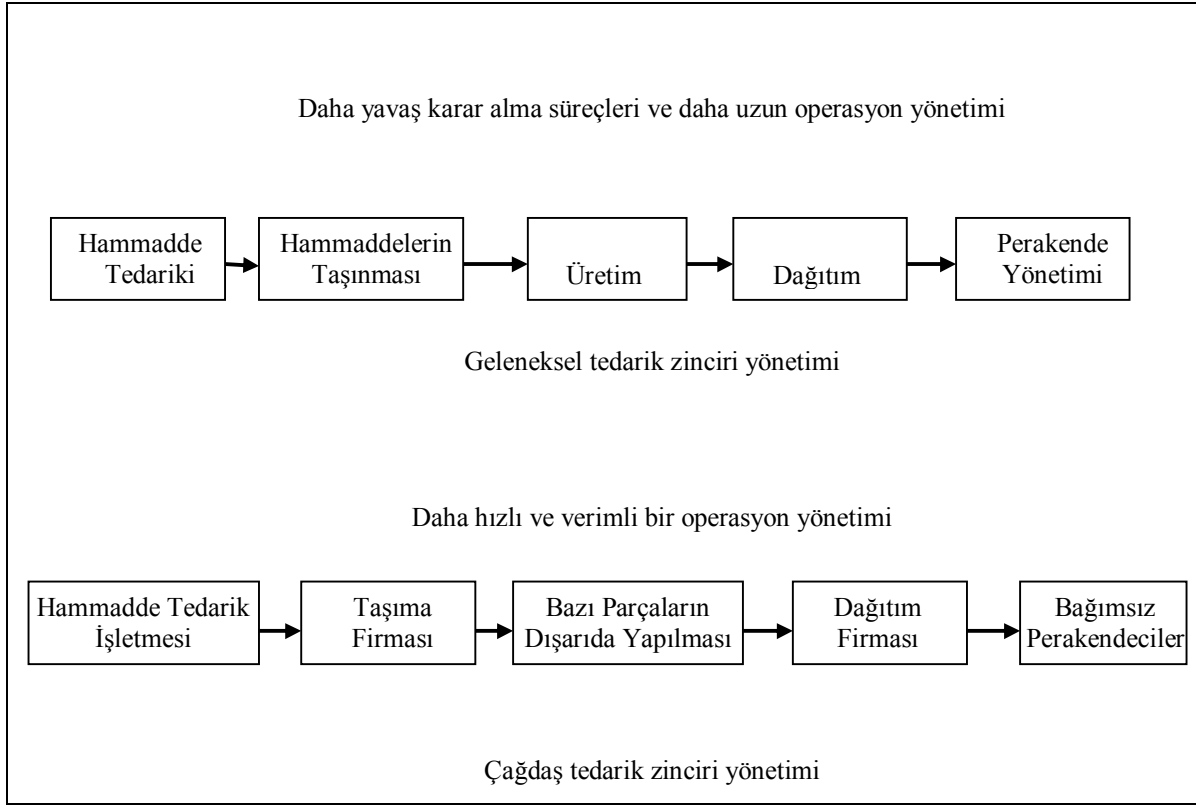 Daha yavaş karar alma süreçleri ve daha uzun operasyon yönetimi
Hammadde
Tedariki
Hammaddelerin
Taşınması
Üretim
Dağıtım
Perakende
Yönetimi
Geleneksel tedarik zinciri yönetimi
Daha hızlı ve verimli bir operasyon yönetimi
Hammadde Tedarik
İşletmesi
Taşıma
Firması
Bazı Parçaların
Dışarıda Yapılması
Dağıtım
Firması
Bağımsız
Perakendeciler
Çağdaş tedarik zinciri yönetimi